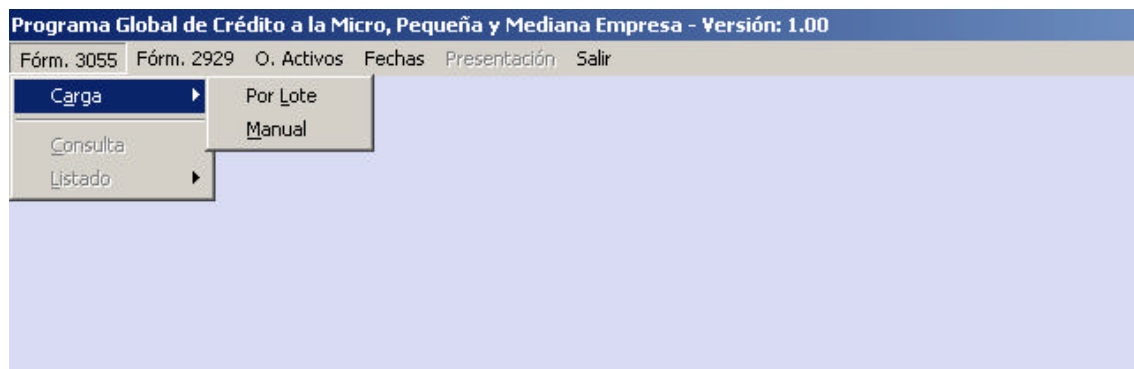 Programa Global de Crédito a la Micro, Pequeña y Mediana Empresa - Versión: 1.00
Fórm. 3055 Fórm. 2929 O. Activos Fechas Presentación Salir
Carga Por Lote
Manual
Consulta
Listado